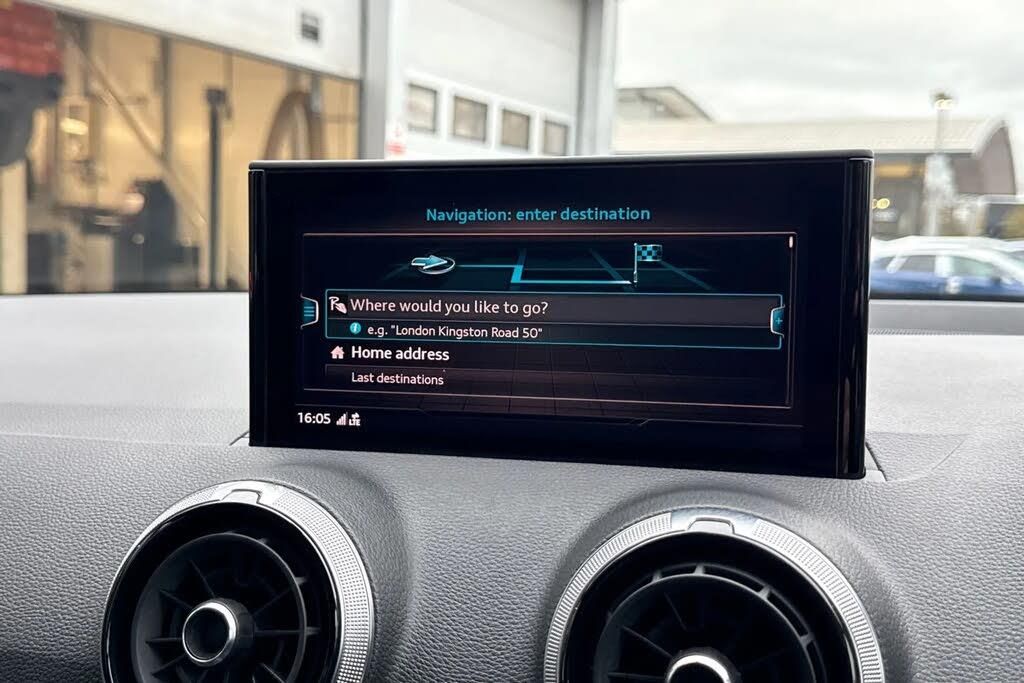 Navigation: enter destination
Where would you like to go?
e.g. "London Kingston Road 50"
Home address
Last destinations
16:05 LTE